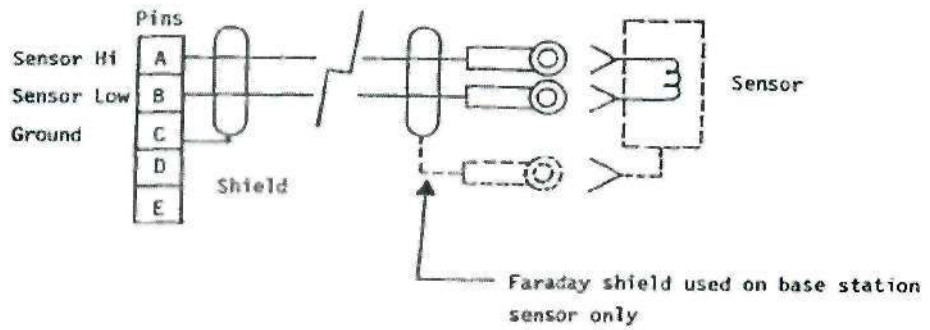 Pins
Sensor Hi A
Sensor Low B
Ground C
D
E
Shield
Sensor
Faraday shield used on base station
sensor only